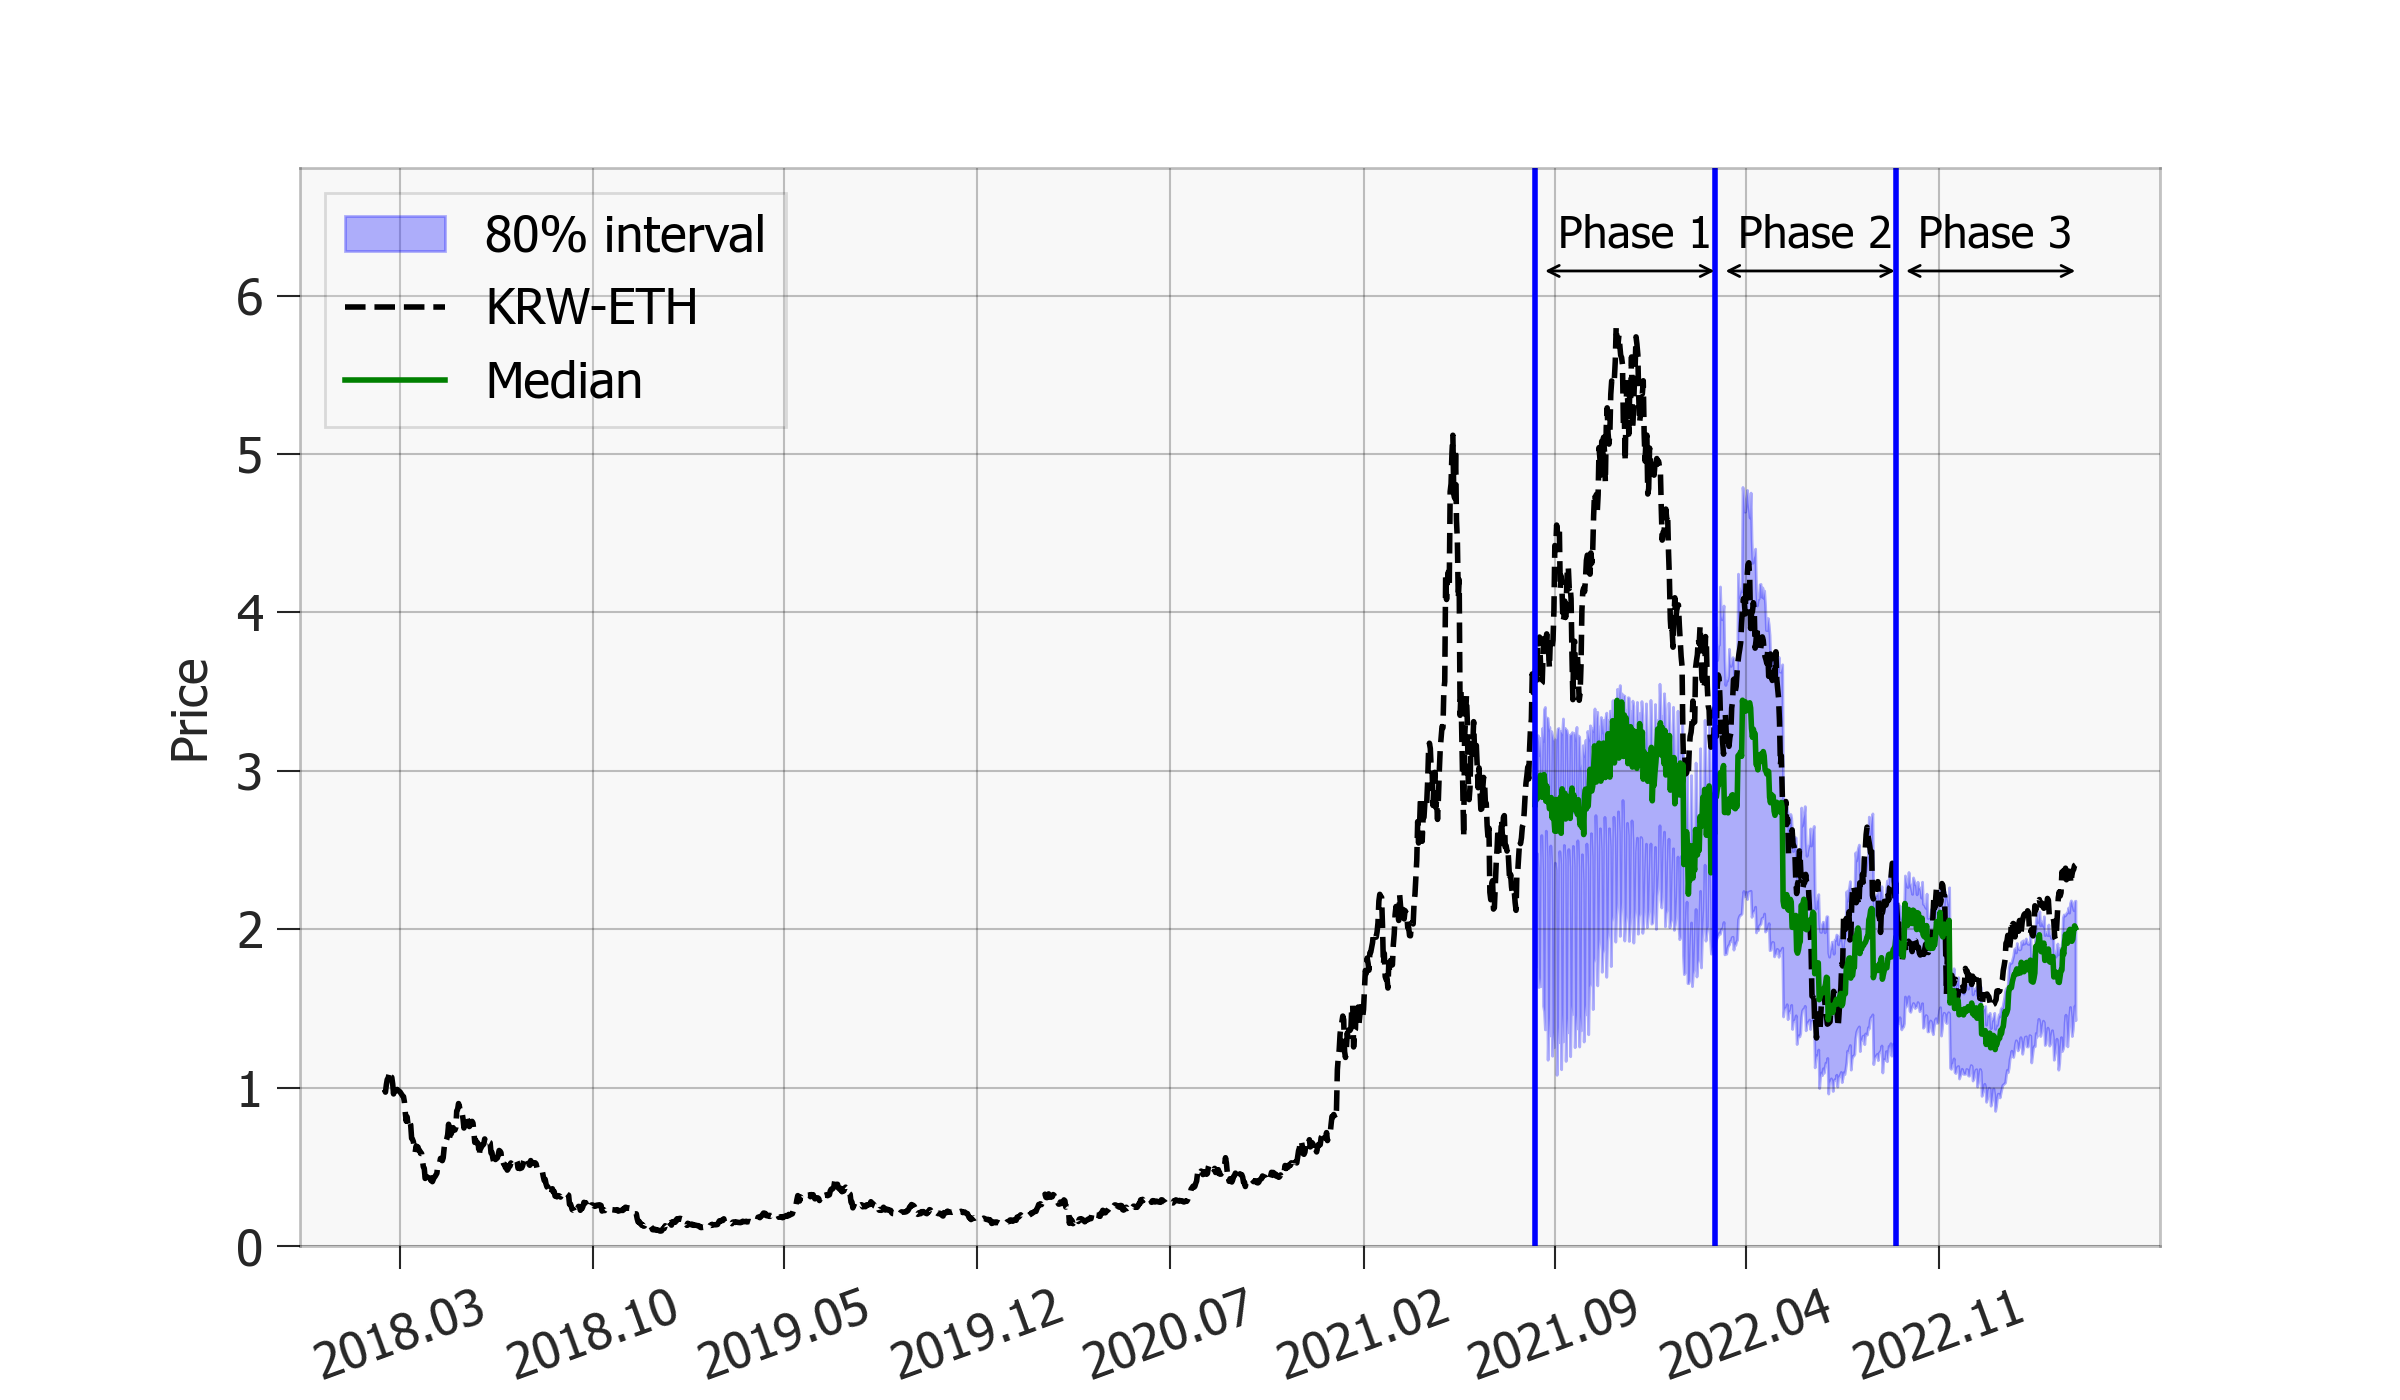 80% interval
KRW-ETH
Median
Phase 1
Phase 2
Phase 3
Price
6
5
4
3
2
1
0
2018.03
2018.10
2019.05
2019.12
2020.07
2021.02
2021.09
2022.04
2022.11